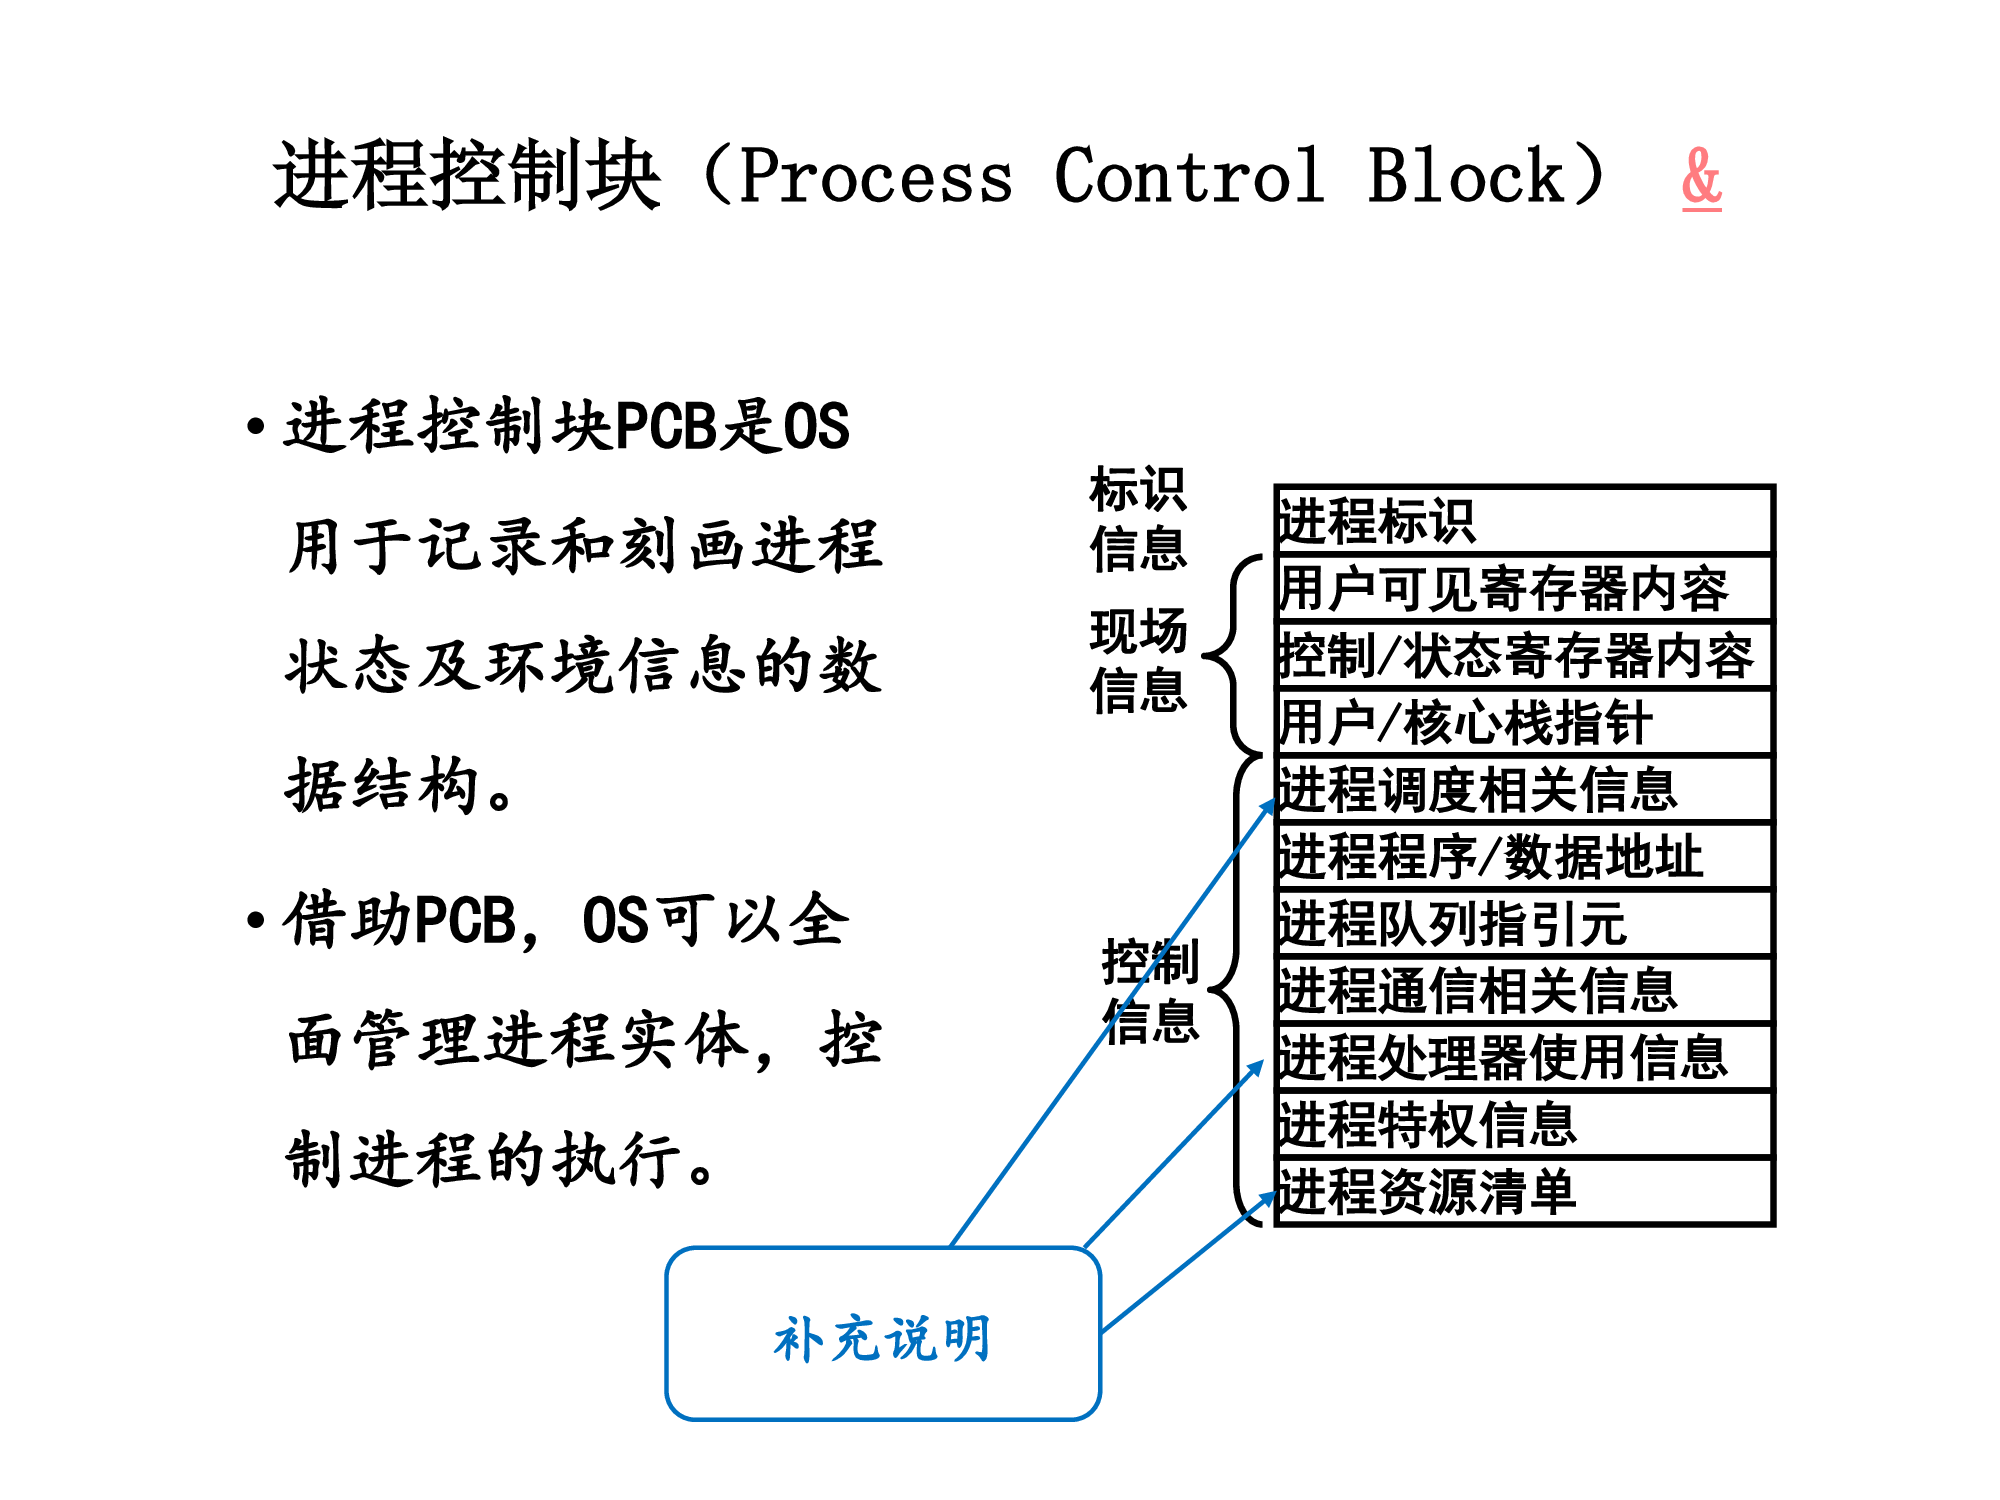 进程控制块（Process Control Block） &
• 进程控制块PCB是OS
用于记录和刻画进程
状态及环境信息的数
据结构。
• 借助PCB，OS可以全
面管理进程实体，控
制进程的执行。
标识
信息
现场
信息
控制
信息
进程标识
用户可见寄存器内容
控制/状态寄存器内容
用户/核心栈指针
进程调度相关信息
进程程序/数据地址
进程队列指引元
进程通信相关信息
进程处理器使用信息
进程特权信息
进程资源清单
补充说明